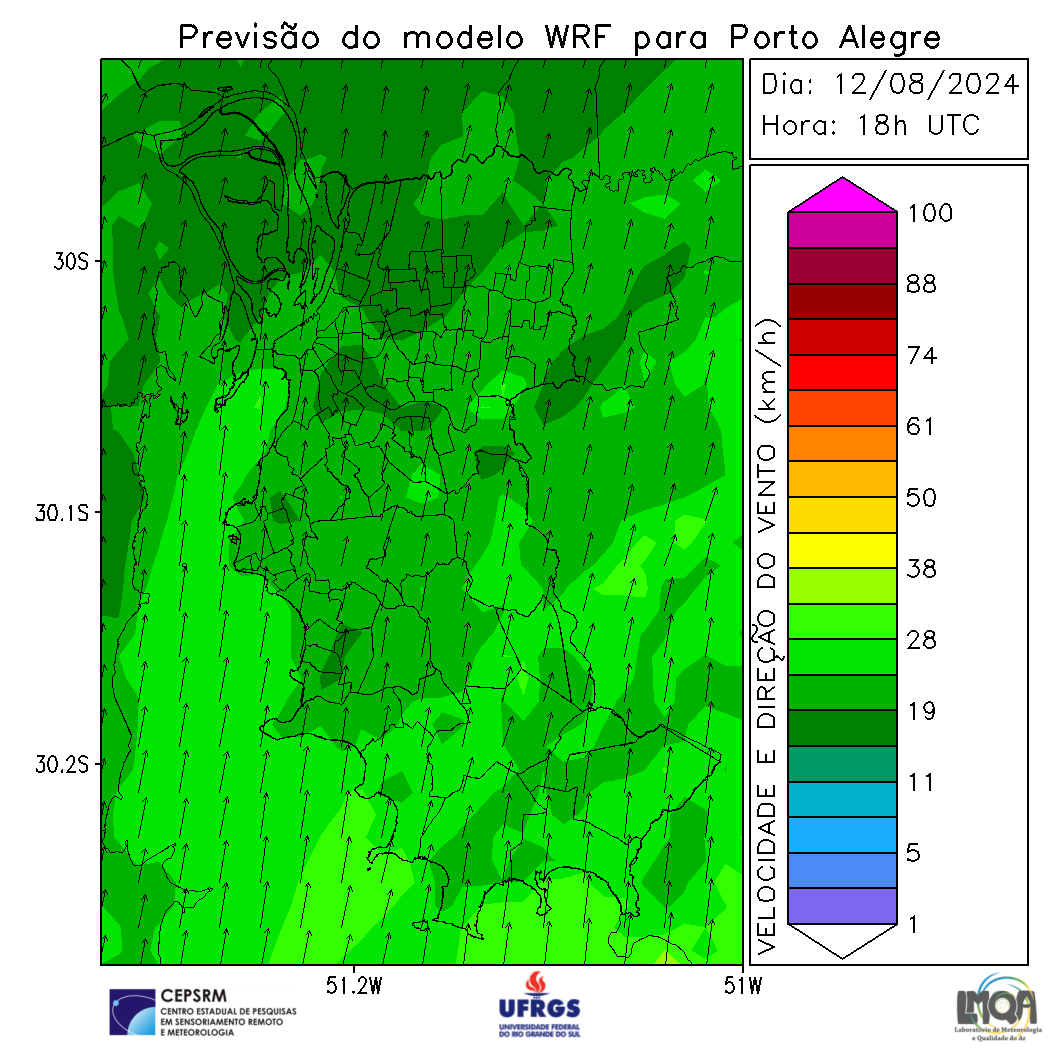 Previsão do modelo WRF para Porto Alegre
Dia: 12/08/2024
Hora: 18h UTC
30S
30.1S
30.2S
51.2W
51W
VELOCIDADE E DIREÇÃO DO VENTO (km/h)
100
88
74
61
50
38
28
19
11
5
1
CEPSRM
CENTRO ESTADUAL DE PESQUISAS
EM SENSORIAMENTO REMOTO
E METEOROLOGIA
UFRGS
UNIVERSIDADE FEDERAL
DO RIO GRANDE DO SUL
LMQA
Laboratório de Meteorologia
e Qualidade do Ar